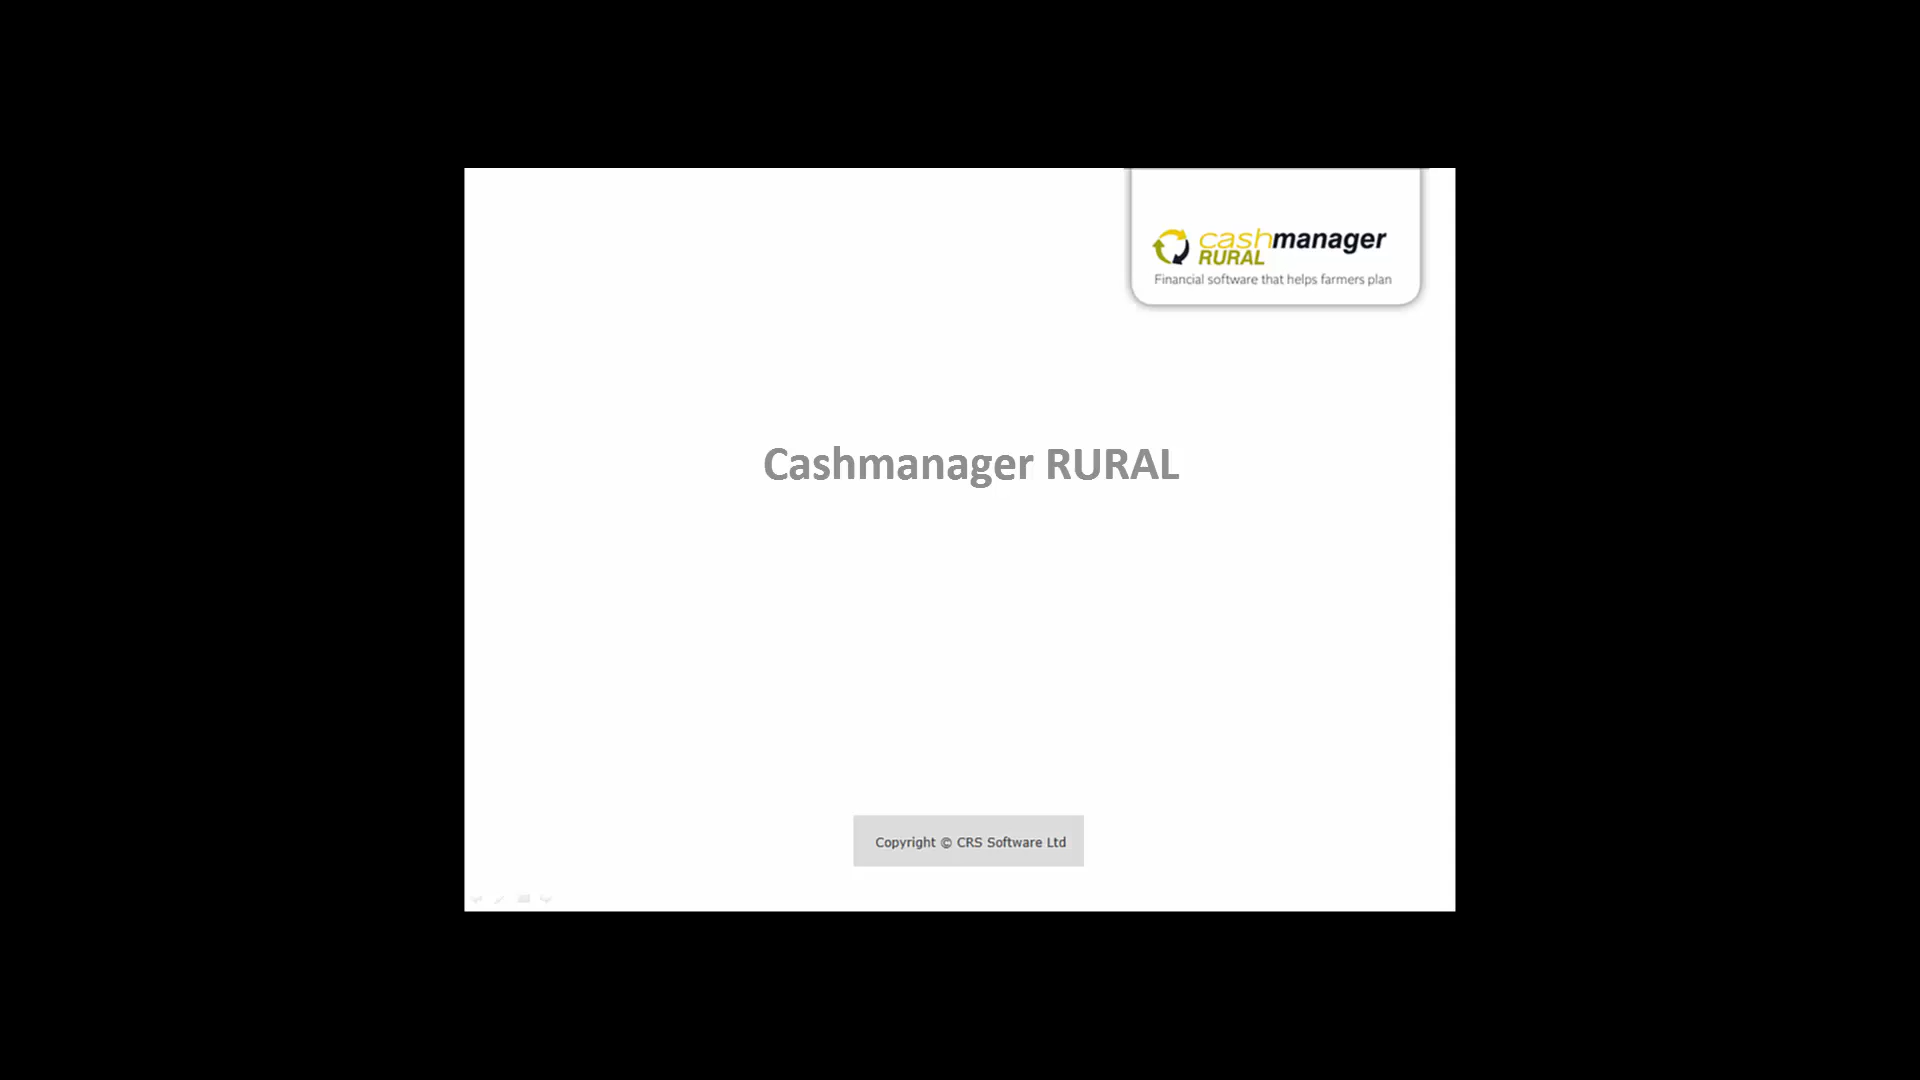 cashmanager
RURAL
Financial software that helps farmers plan
Cashmanager RURAL
Copyright © CRS Software Ltd